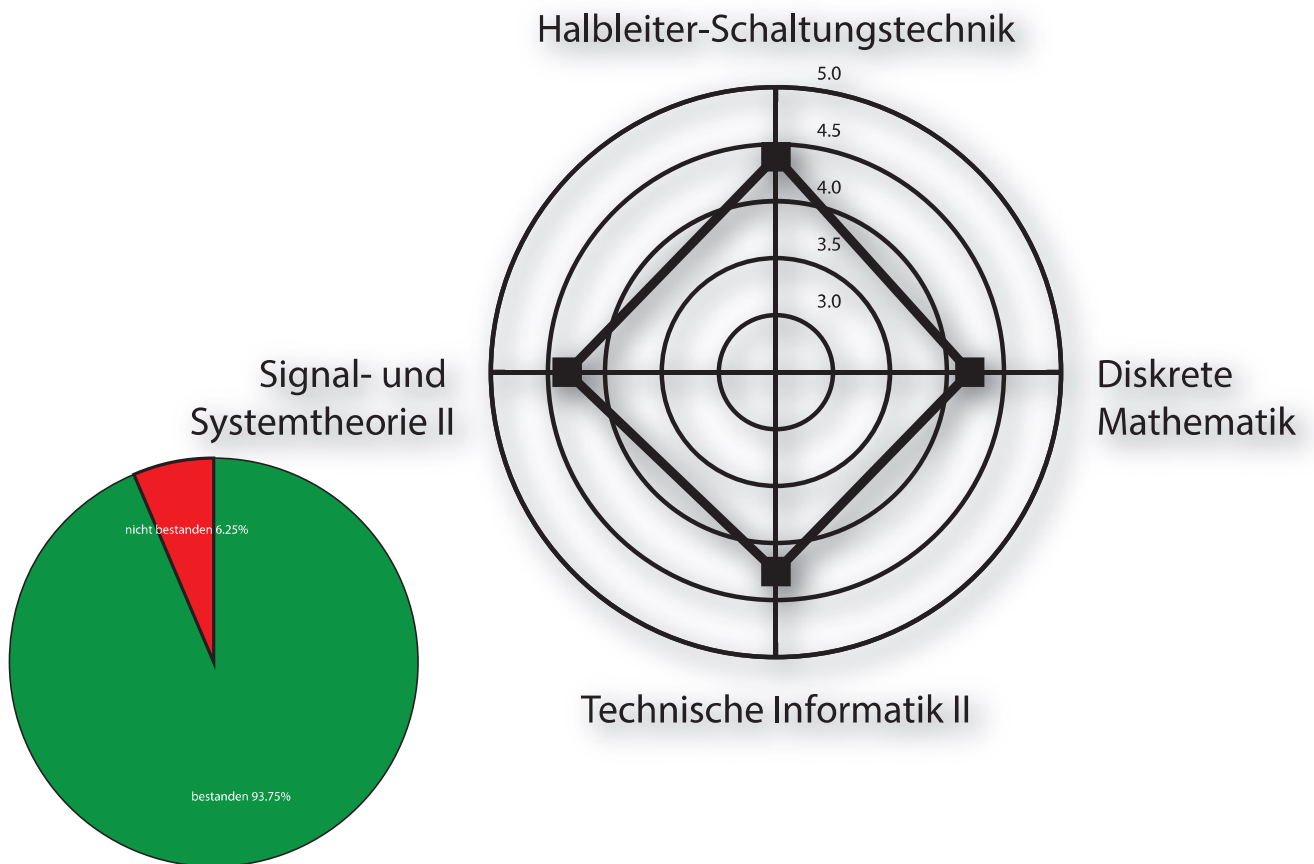 Halbleiter-Schaltungstechnik
5.0
4.5
4.0
3.5
3.0
Signal- und
Systemtheorie II
Diskrete
Mathematik
nicht bestanden 6.25%
Technische Informatik II
bestanden 93.75%